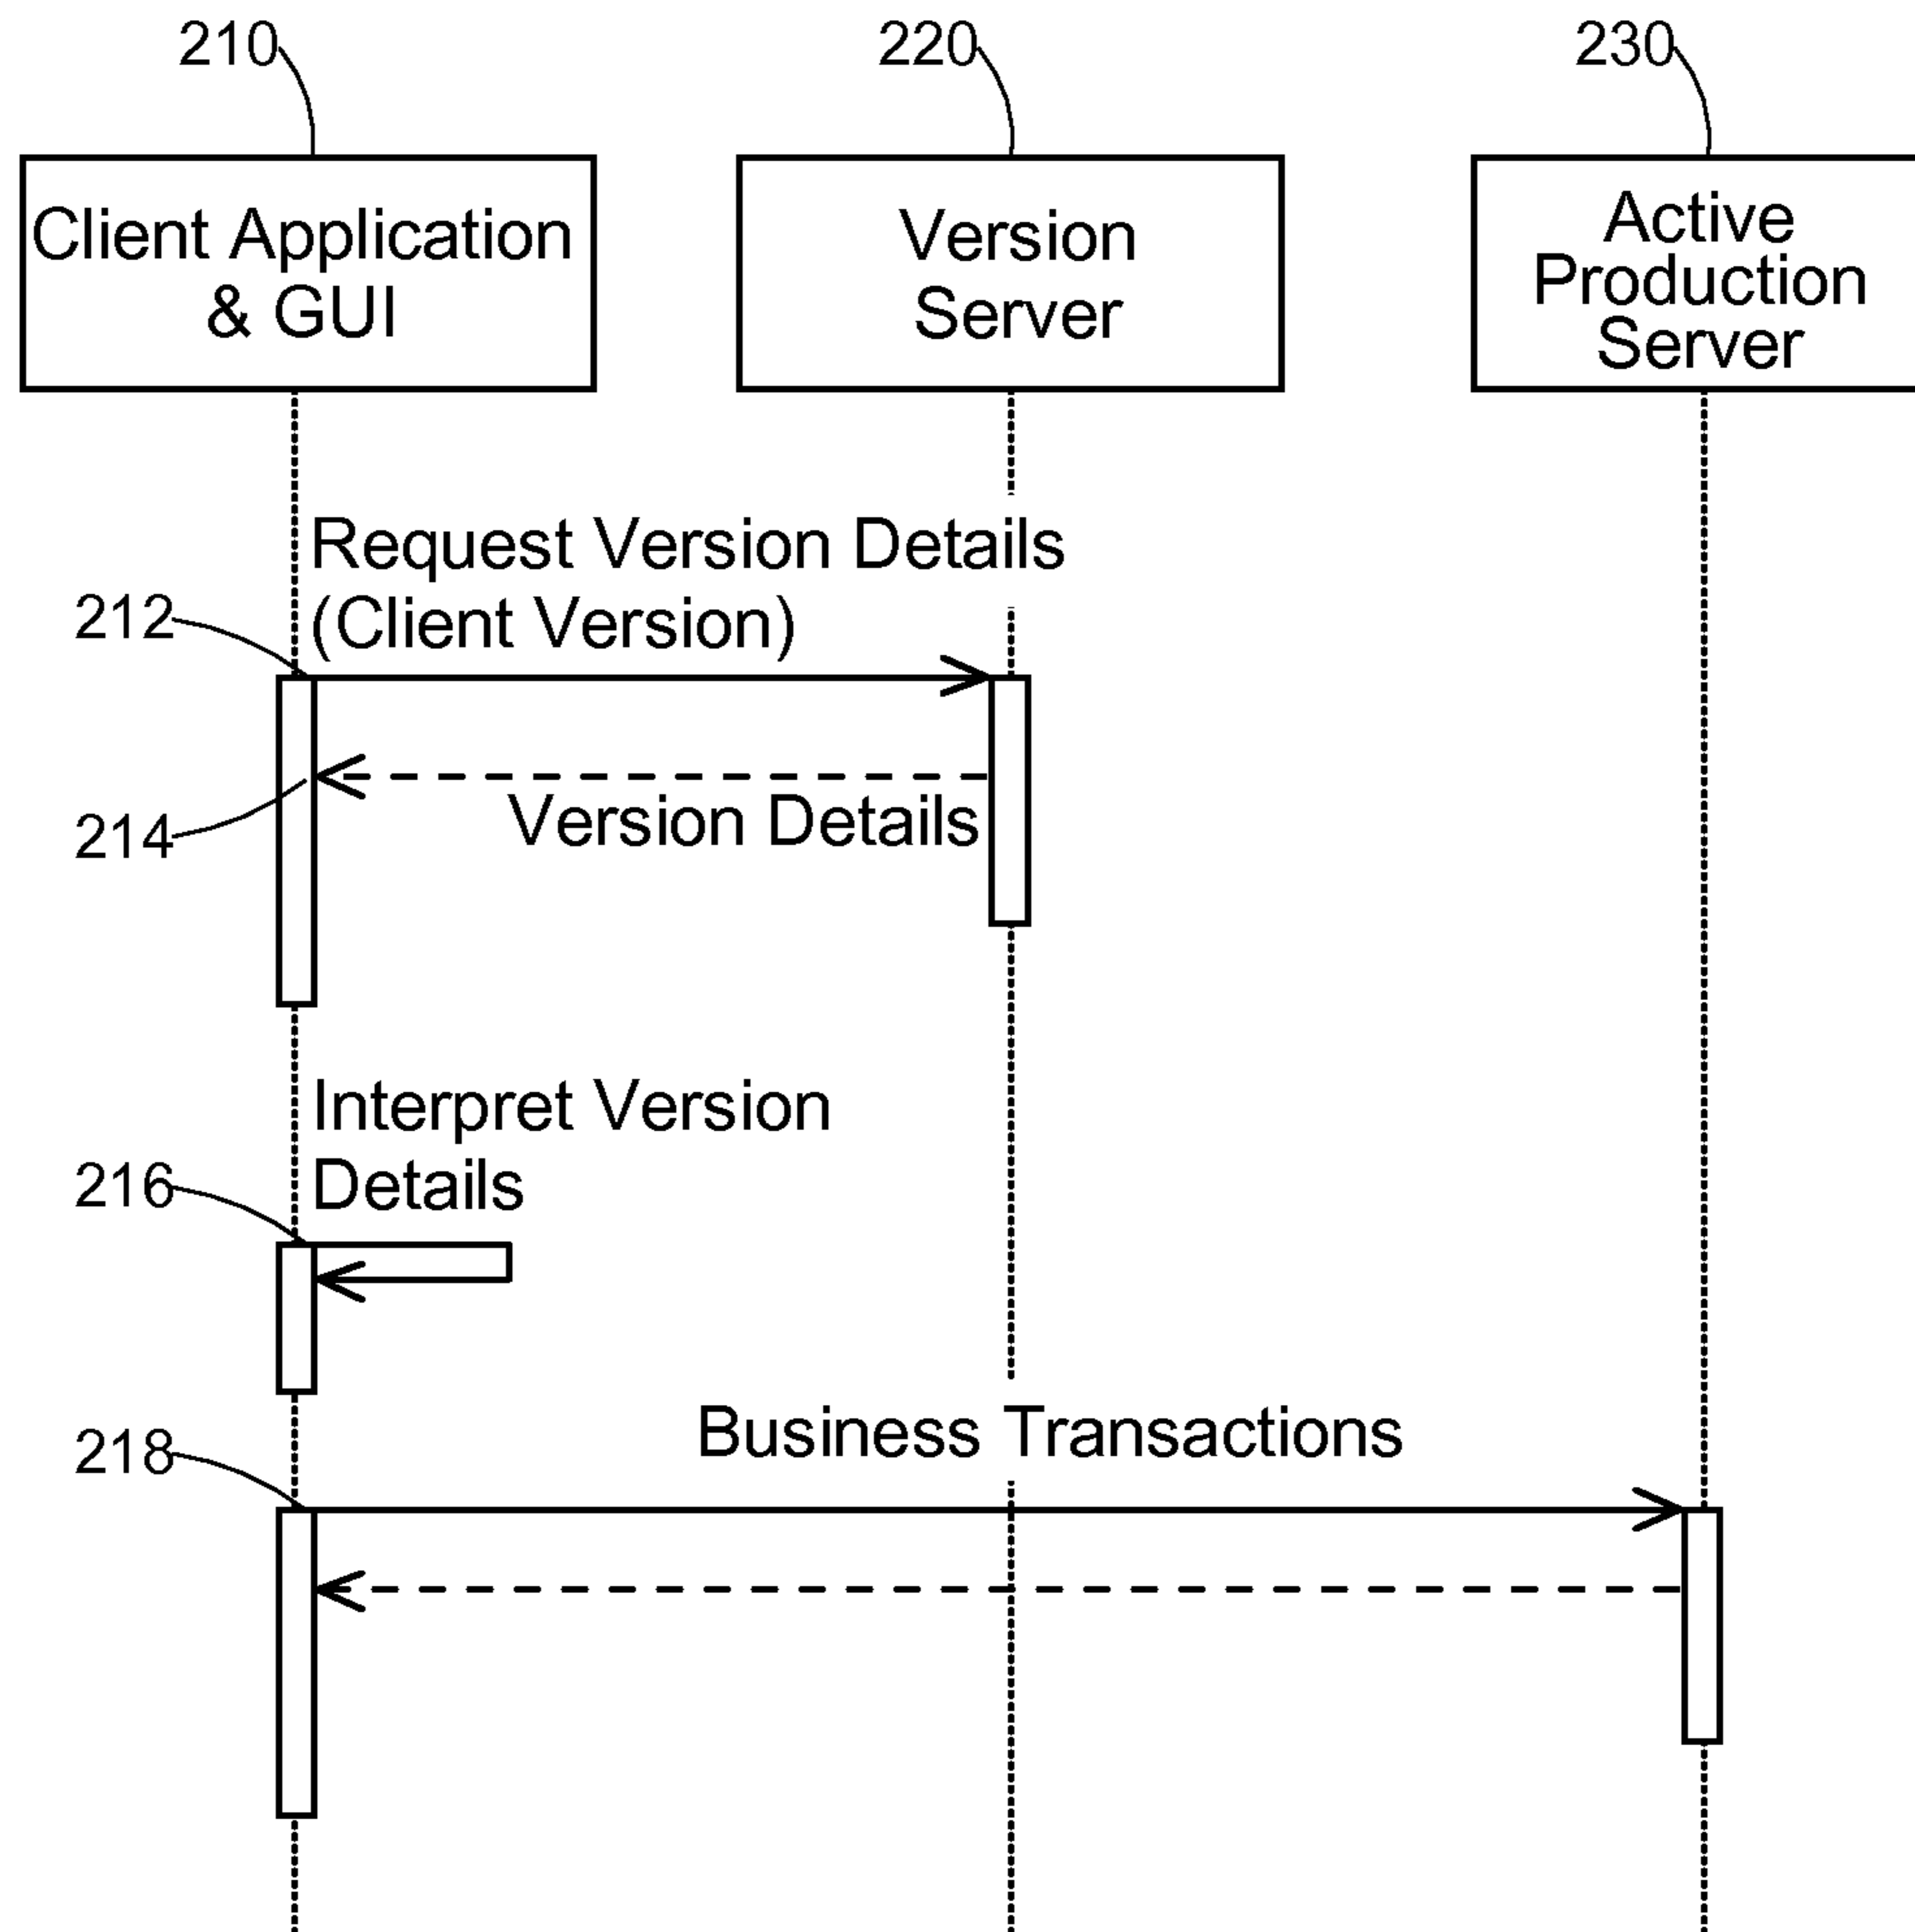 210
220
230
Client Application
& GUI
Version
Server
Active
Production
Server
Request Version Details
(Client Version)
212
214
Version Details
Interpret Version
Details
216
Business Transactions
218